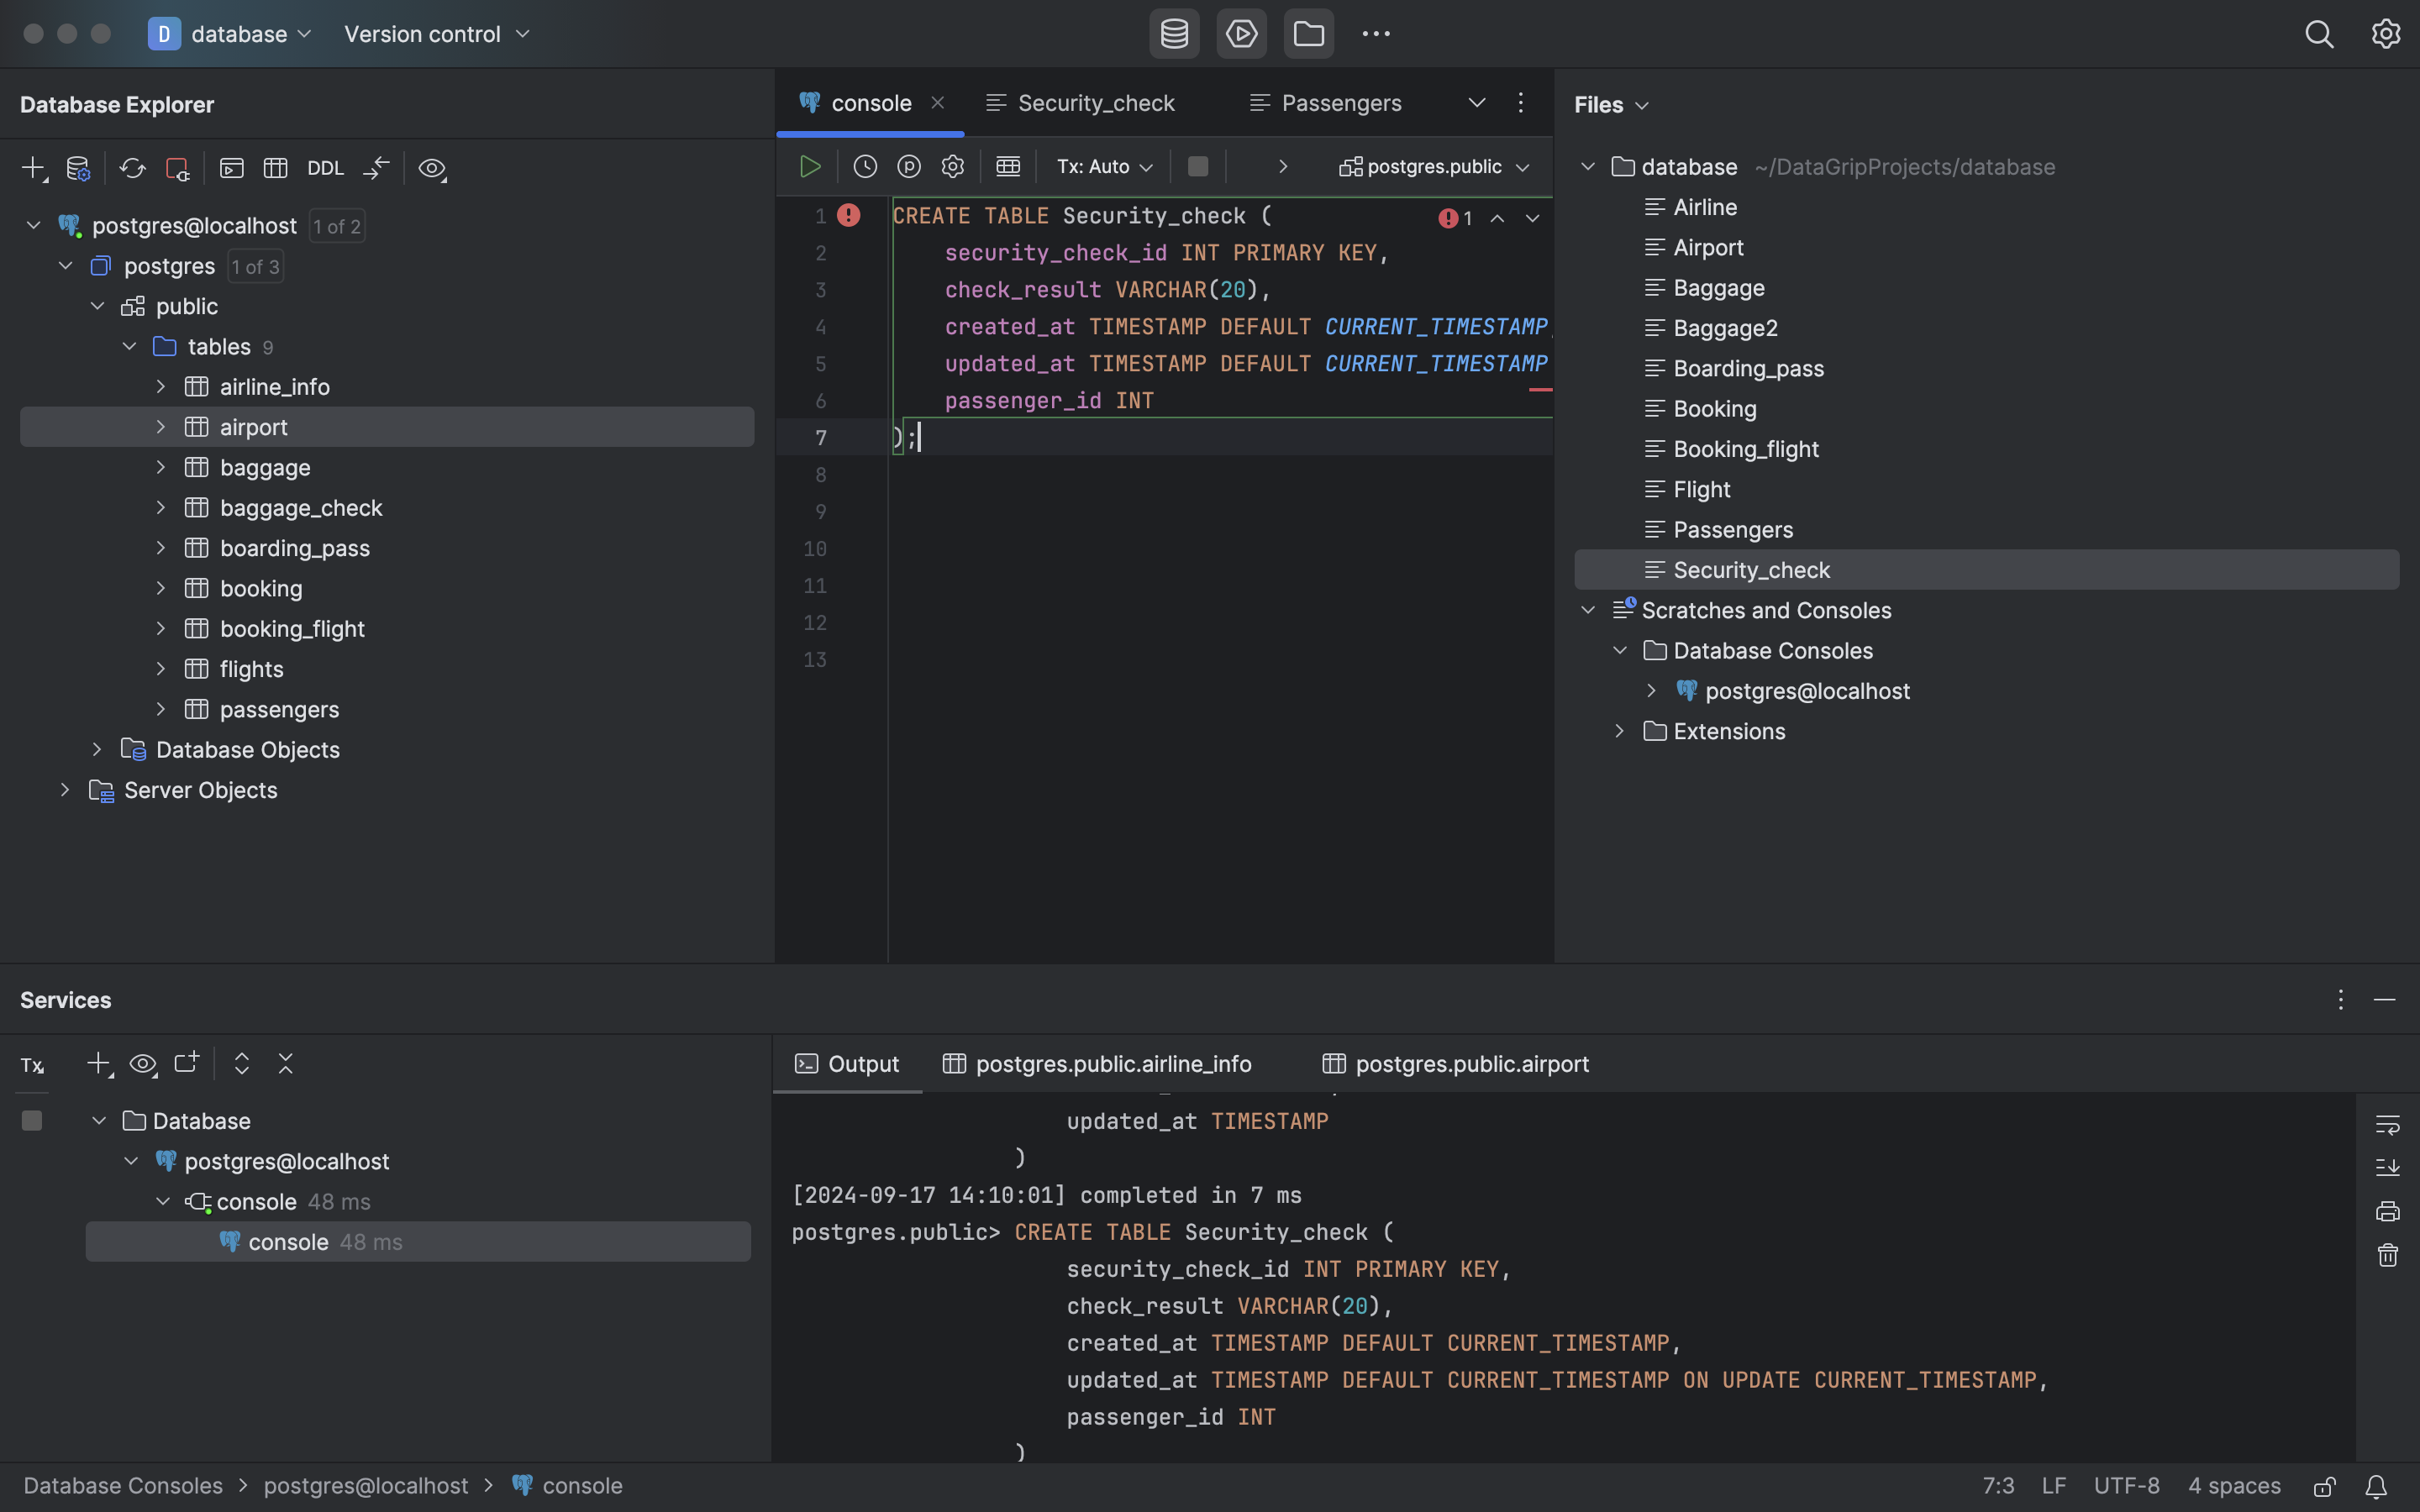 D database Version control
Database Explorer
DDL
postgres@localhost 1 of 2
postgres 1 of 3
public
tables 9
airline_info
airport
baggage
baggage_check
boarding_pass
booking
booking_flight
flights
passengers
Database Objects
Server Objects
console Security_check Passengers
Tx: Auto postgres.public
1 CREATE TABLE Security_check ( 1
2 security_check_id INT PRIMARY KEY,
3 check_result VARCHAR(20),
4 created_at TIMESTAMP DEFAULT CURRENT_TIMESTAMP,
5 updated_at TIMESTAMP DEFAULT CURRENT_TIMESTAMP
6 passenger_id INT
7 );
8
9
10
11
12
13
Files
database ~/DataGripProjects/database
Airline
Airport
Baggage
Baggage2
Boarding_pass
Booking
Booking_flight
Flight
Passengers
Security_check
Scratches and Consoles
Database Consoles
postgres@localhost
Extensions
Services
Tx
Database
postgres@localhost
console 48 ms
console 48 ms
Output postgres.public.airline_info postgres.public.airport
updated_at TIMESTAMP
)
[2024-09-17 14:10:01] completed in 7 ms
postgres.public> CREATE TABLE Security_check (
security_check_id INT PRIMARY KEY,
check_result VARCHAR(20),
created_at TIMESTAMP DEFAULT CURRENT_TIMESTAMP,
updated_at TIMESTAMP DEFAULT CURRENT_TIMESTAMP ON UPDATE CURRENT_TIMESTAMP,
passenger_id INT
)
Database Consoles > postgres@localhost > console
7:3 LF UTF-8 4 spaces